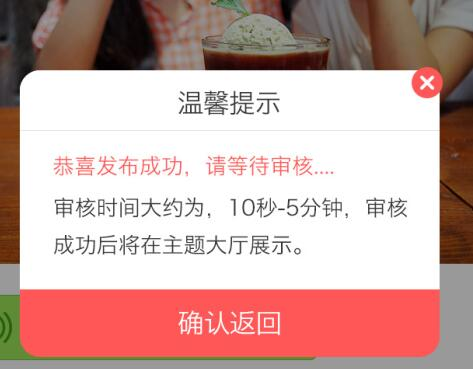 温馨提示
恭喜发布成功，请等待审核....
审核时间大约为，10秒-5分钟，审核
成功后将在主题大厅展示。
确认返回